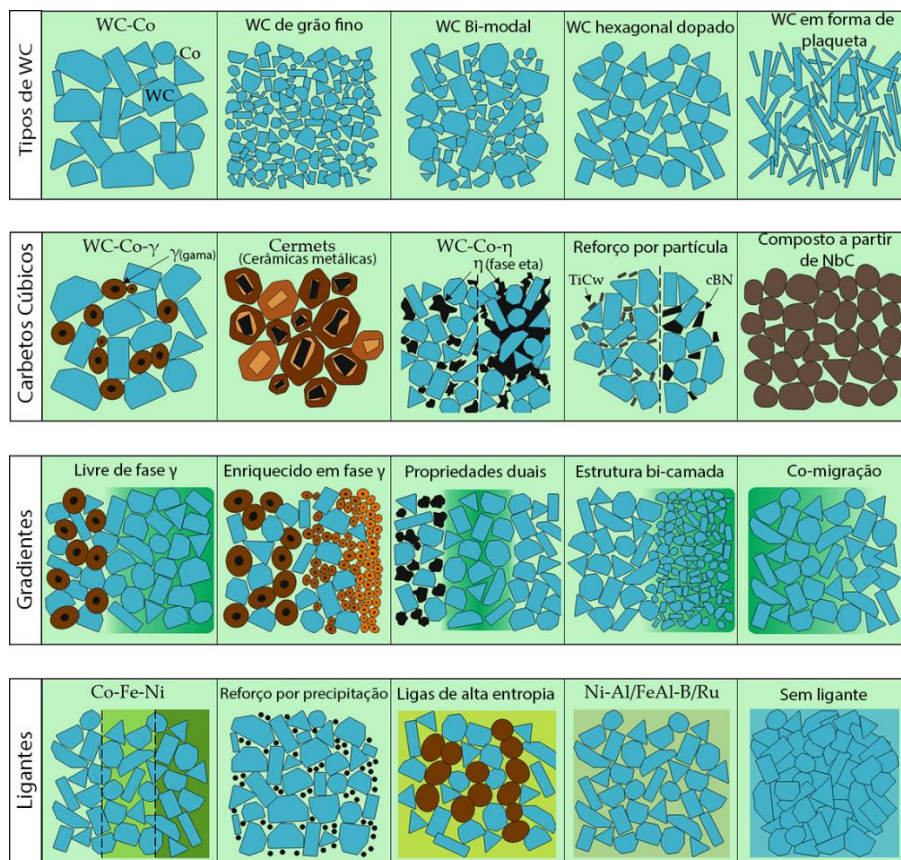 Tipos de WC
WC-Co
Co
WC
WC de grão fino
WC Bi-modal
WC hexagonal dopado
WC em forma de
plaqueta
Carbetos Cúbicos
WC-Co-γ
γ(gama)
Cermets
(Cerâmicas metálicas)
WC-Co-η
η(fase eta)
Reforço por partícula
TiCw
cBN
Composto a partir
de NbC
Gradientes
Livre de fase γ
Enriquecido em fase γ
Propriedades duais
Estrutura bi-camada
Co-migração
Ligantes
Co-Fe-Ni
Reforço por precipitação
Ligas de alta entropia
Ni-Al/FeAl-B/Ru
Sem ligante